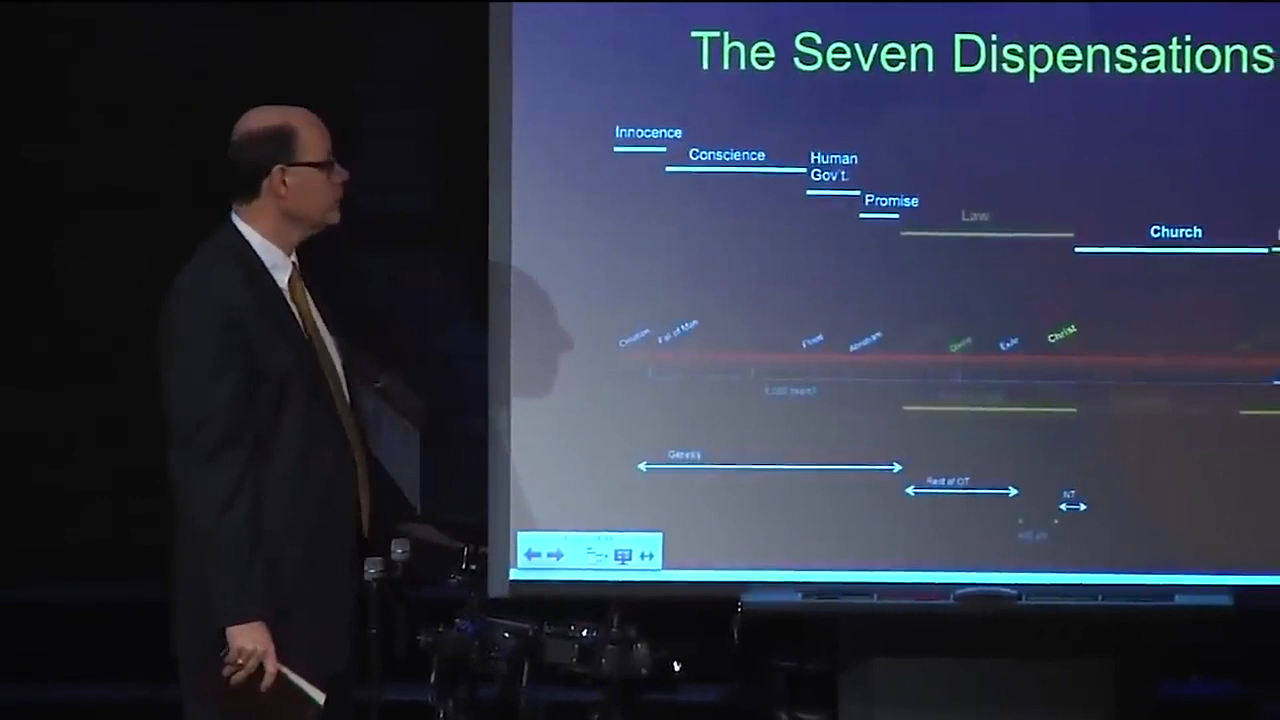 The Seven Dispensations
Innocence
Conscience
Human
Gov't.
Promise
Law
Church
Creation
Fall of Man
Flood
Abraham
Exile
Christ
Genesis
Rest of OT
NT